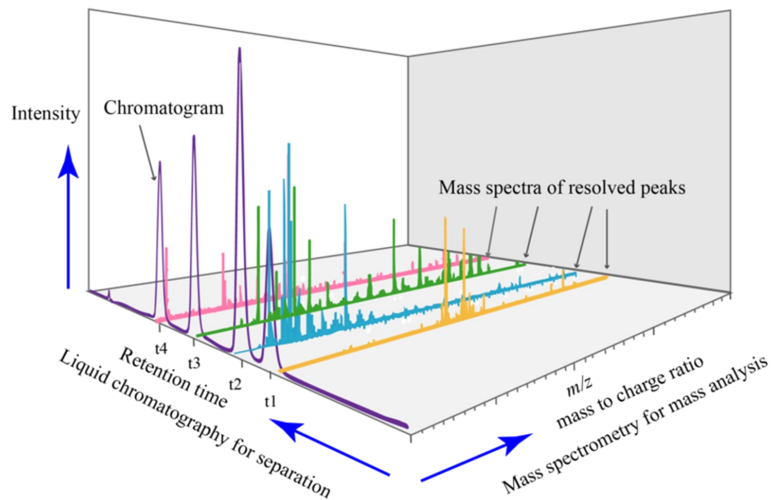 Intensity
Chromatogram
Mass spectra of resolved peaks
t4
t3
t2
t1
Retention time
Liquid chromatography for separation
m/z
mass to charge ratio
Mass spectrometry for mass analysis